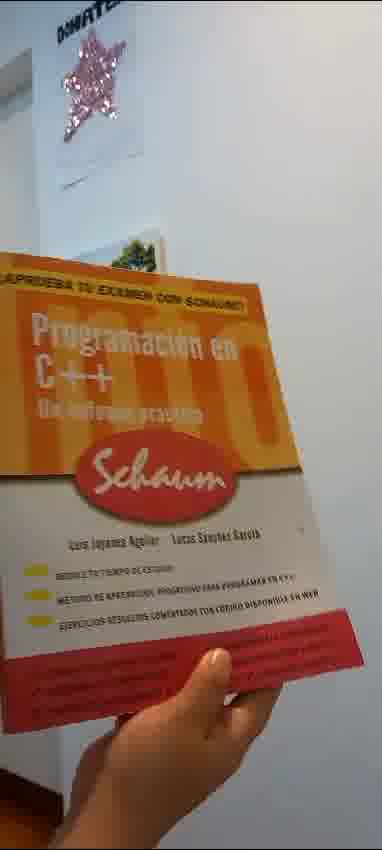 ¡APRUEBA TU EXAMEN CON SCHAUM!
Programación en
C++
Un enfoque práctico
Schaum
Luis Joyanes Aguilar Lucas Sánchez García
REDUCE TU TIEMPO DE ESTUDIO
MÉTODO DE APRENDIZAJE PROGRESIVO PARA PROGRAMAR EN C++
EJERCICIOS RESUELTOS COMENTADOS CON CÓDIGO DISPONIBLE EN WEB